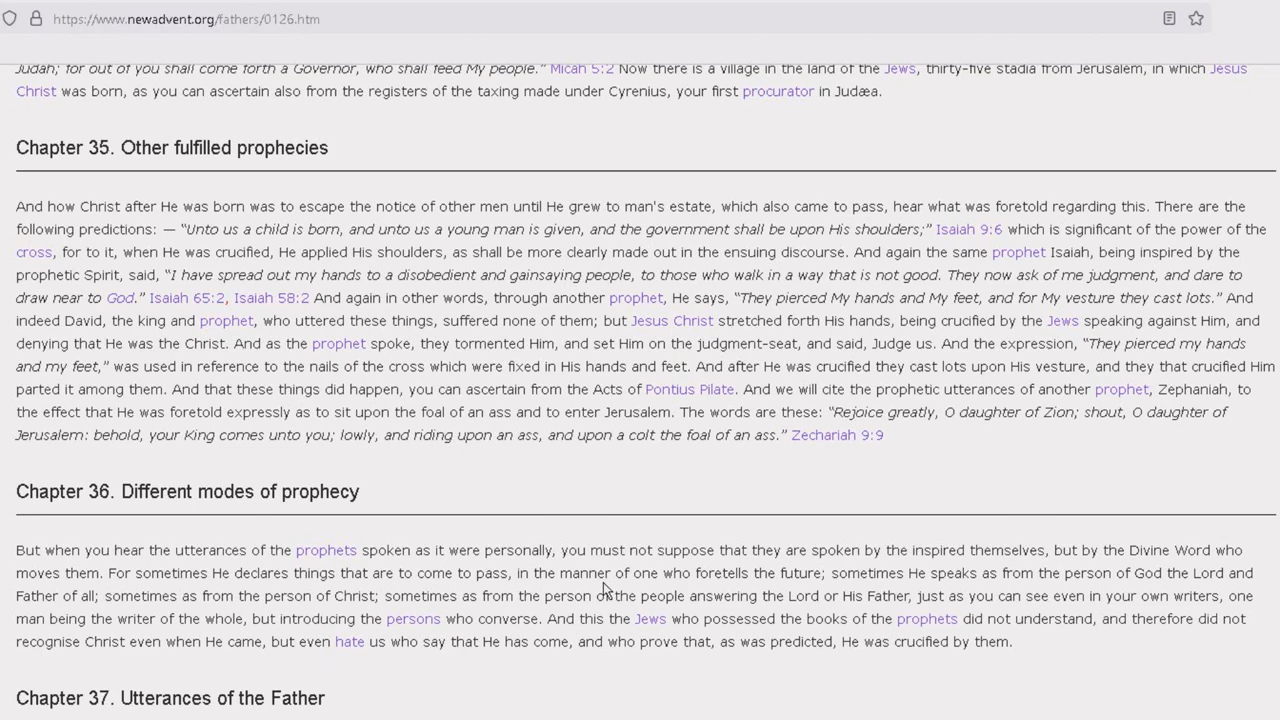 https://www.newadvent.org/fathers/0126.htm
Judah; for out of you shall come forth a Governor, who shall feed My people.” Micah 5:2 Now there is a village in the land of the Jews, thirty-five stadia from Jerusalem, in which Jesus
Christ was born, as you can ascertain also from the registers of the taxing made under Cyrenius, your first procurator in Judæa.
Chapter 35. Other fulfilled prophecies
And how Christ after He was born was to escape the notice of other men until He grew to man's estate, which also came to pass, hear what was foretold regarding this. There are the
following predictions: — “Unto us a child is born, and unto us a young man is given, and the government shall be upon His shoulders;” Isaiah 9:6 which is significant of the power of the
cross, for to it, when He was crucified, He applied His shoulders, as shall be more clearly made out in the ensuing discourse. And again the same prophet Isaiah, being inspired by the
prophetic Spirit, said, “I have spread out my hands to a disobedient and gainsaying people, to those who walk in a way that is not good. They now ask of me judgment, and dare to
draw near to God.” Isaiah 65:2, Isaiah 58:2 And again in other words, through another prophet, He says, “They pierced My hands and My feet, and for My vesture they cast lots.” And
indeed David, the king and prophet, who uttered these things, suffered none of them; but Jesus Christ stretched forth His hands, being crucified by the Jews speaking against Him, and
denying that He was the Christ. And as the prophet spoke, they tormented Him, and set Him on the judgment-seat, and said, Judge us. And the expression, “They pierced my hands
and my feet,” was used in reference to the nails of the cross which were fixed in His hands and feet. And after He was crucified they cast lots upon His vesture, and they that crucified Him
parted it among them. And that these things did happen, you can ascertain from the Acts of Pontius Pilate. And we will cite the prophetic utterances of another prophet, Zephaniah, to
the effect that He was foretold expressly as to sit upon the foal of an ass and to enter Jerusalem. The words are these: “Rejoice greatly, O daughter of Zion; shout, O daughter of
Jerusalem: behold, your King comes unto you; lowly, and riding upon an ass, and upon a colt the foal of an ass.” Zechariah 9:9
Chapter 36. Different modes of prophecy
But when you hear the utterances of the prophets spoken as it were personally, you must not suppose that they are spoken by the inspired themselves, but by the Divine Word who
moves them. For sometimes He declares things that are to come to pass, in the manner of one who foretells the future; sometimes He speaks as from the person of God the Lord and
Father of all; sometimes as from the person of Christ; sometimes as from the person of the people answering the Lord or His Father, just as you can see even in your own writers, one
man being the writer of the whole, but introducing the persons who converse. And this the Jews who possessed the books of the prophets did not understand, and therefore did not
recognise Christ even when He came, but even hate us who say that He has come, and who prove that, as was predicted, He was crucified by them.
Chapter 37. Utterances of the Father